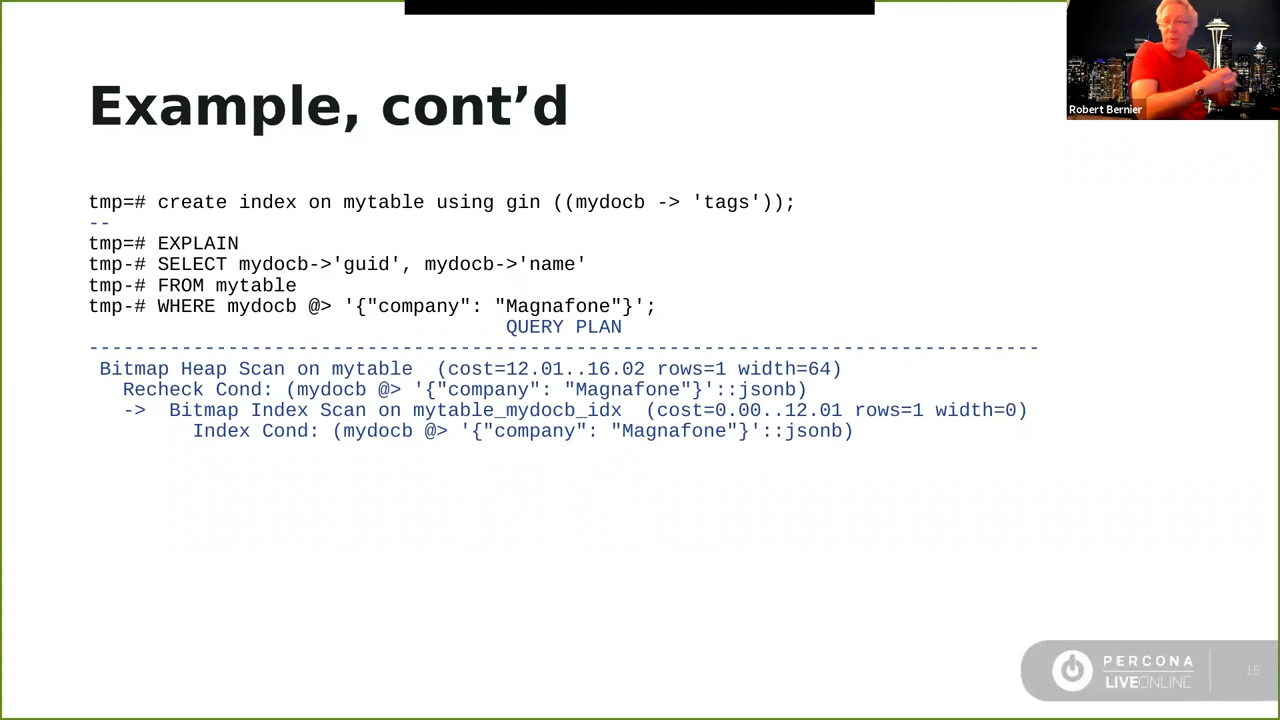 Robert Bernier
Example, cont’d
tmp=# create index on mytable using gin ((mydocb -> 'tags'));
--
tmp=# EXPLAIN
tmp-# SELECT mydocb->'guid', mydocb->'name'
tmp-# FROM mytable
tmp-# WHERE mydocb @> '{"company": "Magnafone"}';
QUERY PLAN
----------------------------------------------------------------------------------
Bitmap Heap Scan on mytable (cost=12.01..16.02 rows=1 width=64)
Recheck Cond: (mydocb @> '{"company": "Magnafone"}'::jsonb)
-> Bitmap Index Scan on mytable_mydocb_idx (cost=0.00..12.01 rows=1 width=0)
Index Cond: (mydocb @> '{"company": "Magnafone"}'::jsonb)
PERCONA
LIVEONLINE
15